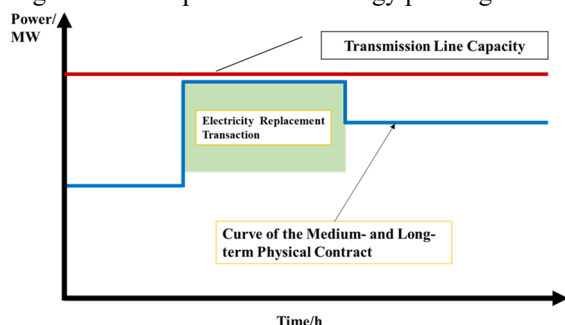 Power/
MW
Transmission Line Capacity
Electricity Replacement
Transaction
Curve of the Medium- and Long-
term Physical Contract
Time/h